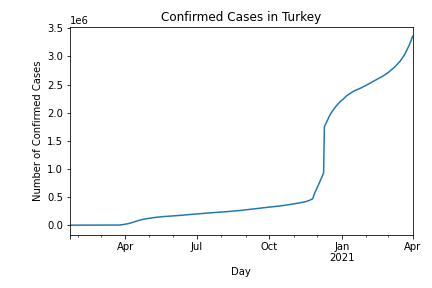 Confirmed Cases in Turkey
1e6
3.5
3.0
2.5
2.0
1.5
1.0
0.5
0.0
Number of Confirmed Cases
Apr Jul Oct Jan Apr
2021
Day